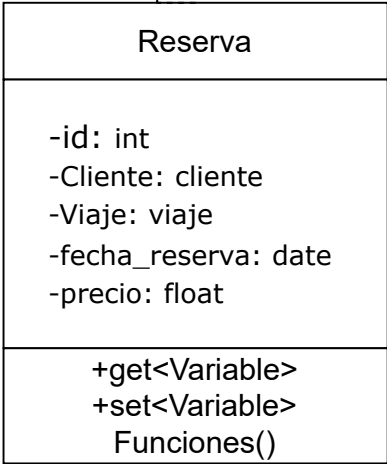 Reserva
-id: int
-Cliente: cliente
-Viaje: viaje
-fecha_reserva: date
-precio: float
+get<Variable>
+set<Variable>
Funciones()